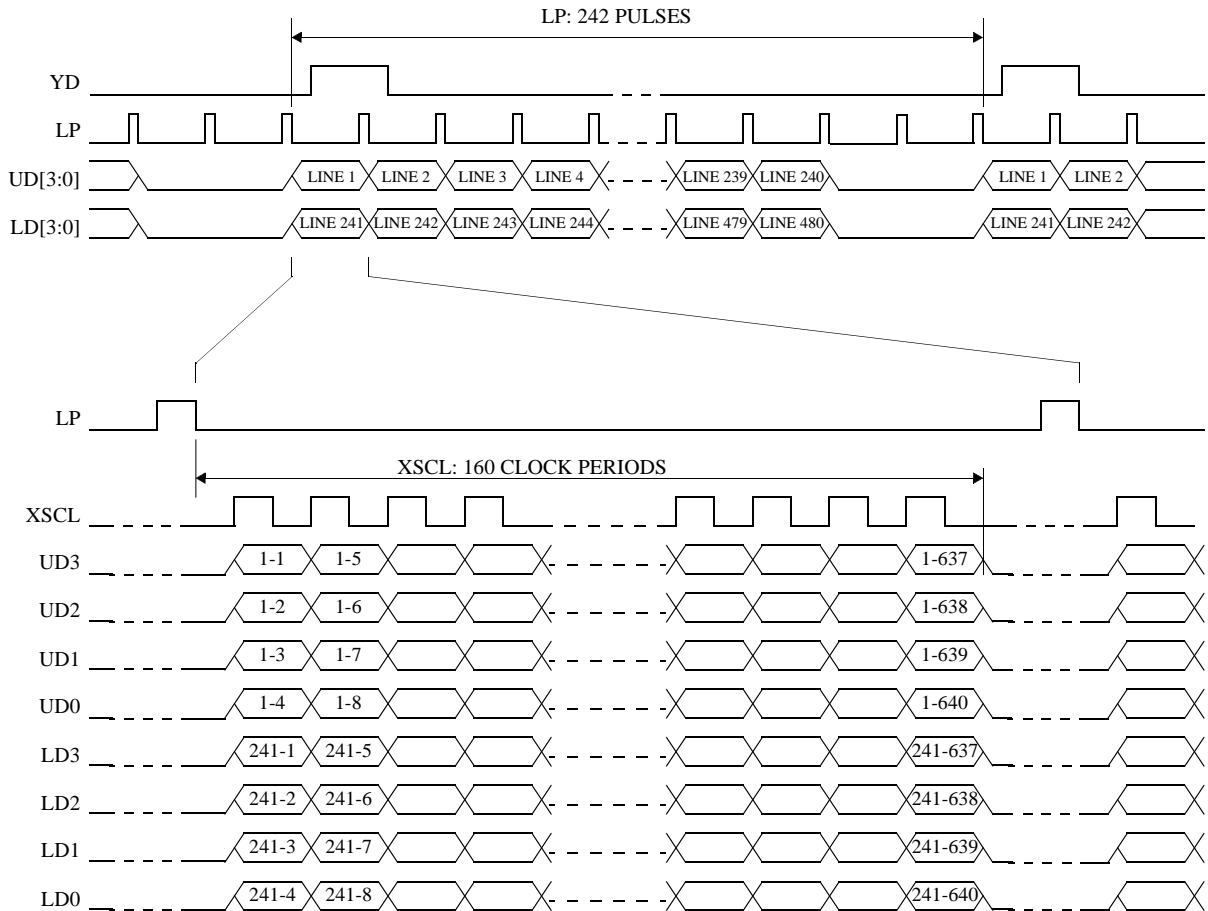 LP: 242 PULSES
YD
LP
UD[3:0] LINE 1 LINE 2 LINE 3 LINE 4 LINE 239 LINE 240 LINE 1 LINE 2
LD[3:0] LINE 241 LINE 242 LINE 243 LINE 244 LINE 479 LINE 480 LINE 241 LINE 242
LP
XSCL: 160 CLOCK PERIODS
XSCL
UD3 1-1 1-5 1-637
UD2 1-2 1-6 1-638
UD1 1-3 1-7 1-639
UD0 1-4 1-8 1-640
LD3 241-1 241-5 241-637
LD2 241-2 241-6 241-638
LD1 241-3 241-7 241-639
LD0 241-4 241-8 241-640